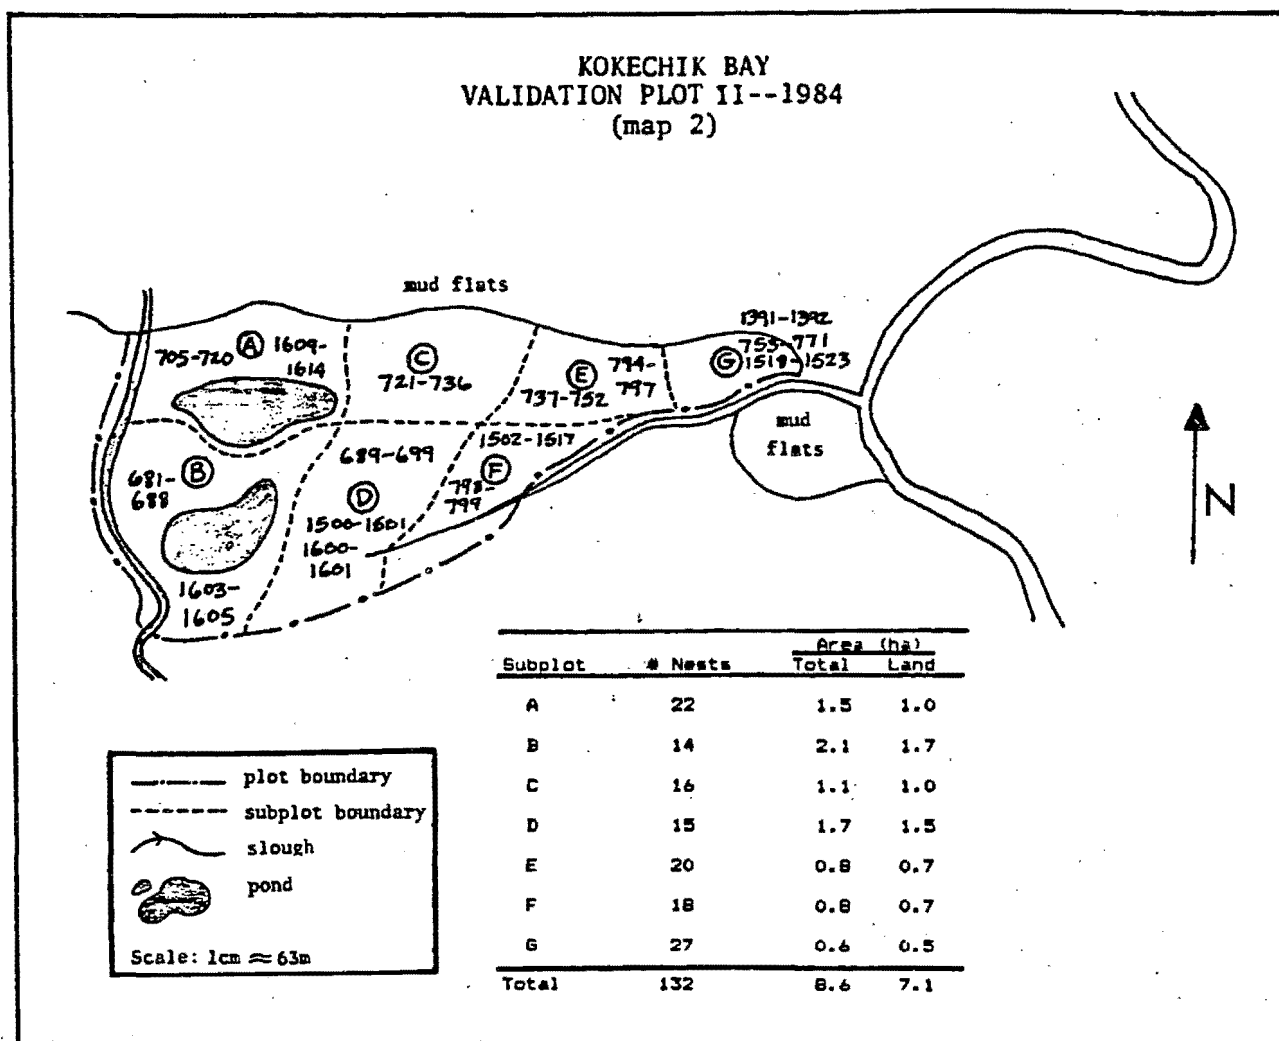 KOKECHIK BAY
VALIDATION PLOT II--1984
(map 2)
mud flats
1391-1392
753-771
1518-1523
G
705-720
A
1609-
1614
C
721-736
E
794-
797
737-752
mud
flats
1502-1517
689-699
F
798-
799
681-
688
B
D
1500-1501
1600-
1601
1603-
1605
N
plot boundary
subplot boundary
slough
pond
Scale: 1cm ≈ 63m
Area (ha)
Subplot # Nests Total Land
A 22 1.5 1.0
B 14 2.1 1.7
C 16 1.1 1.0
D 15 1.7 1.5
E 20 0.8 0.7
F 18 0.8 0.7
G 27 0.6 0.5
Total 132 8.6 7.1